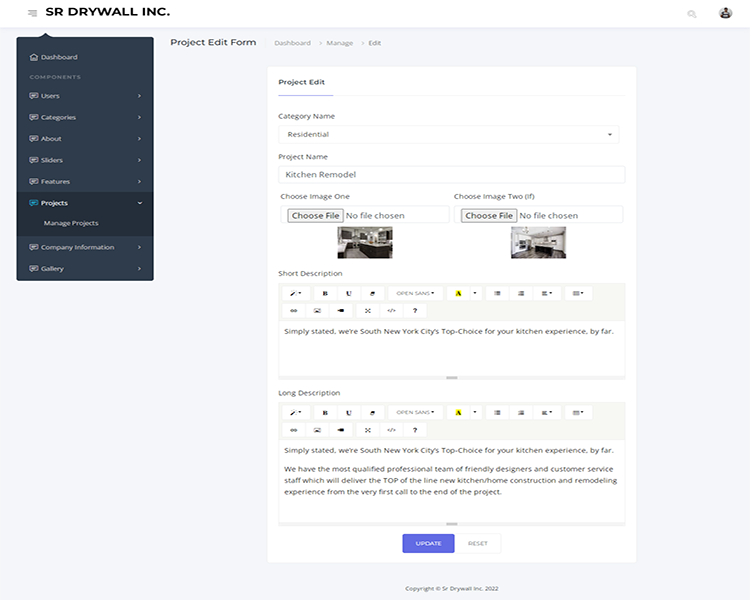 SR DRYWALL INC.
Project Edit Form
Dashboard > Manage > Edit
Dashboard
COMPONENTS
Users
Categories
About
Sliders
Features
Projects
Manage Projects
Company Information
Gallery
Project Edit
Category Name
Residential
Project Name
Kitchen Remodel
Choose Image One
Choose Image Two (If)
Choose File No file chosen
Choose File No file chosen
Short Description
B U OPEN SANS A
</> ?
Simply stated, we're South New York City's Top-Choice for your kitchen experience, by far.
Long Description
B U OPEN SANS A
</> ?
Simply stated, we're South New York City's Top-Choice for your kitchen experience, by far.
We have the most qualified professional team of friendly designers and customer service
staff which will deliver the TOP of the line new kitchen/home construction and remodeling
experience from the very first call to the end of the project.
UPDATE RESET
Copyright © Sr Drywall Inc. 2022